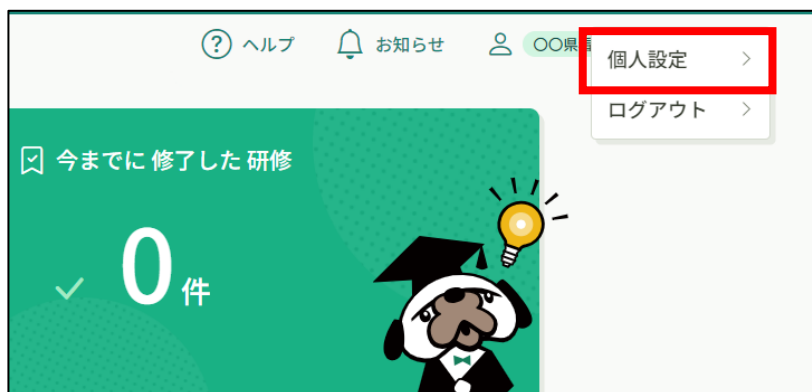 ヘルプ
お知らせ
〇〇県
個人設定
ログアウト
今までに修了した研修
0件